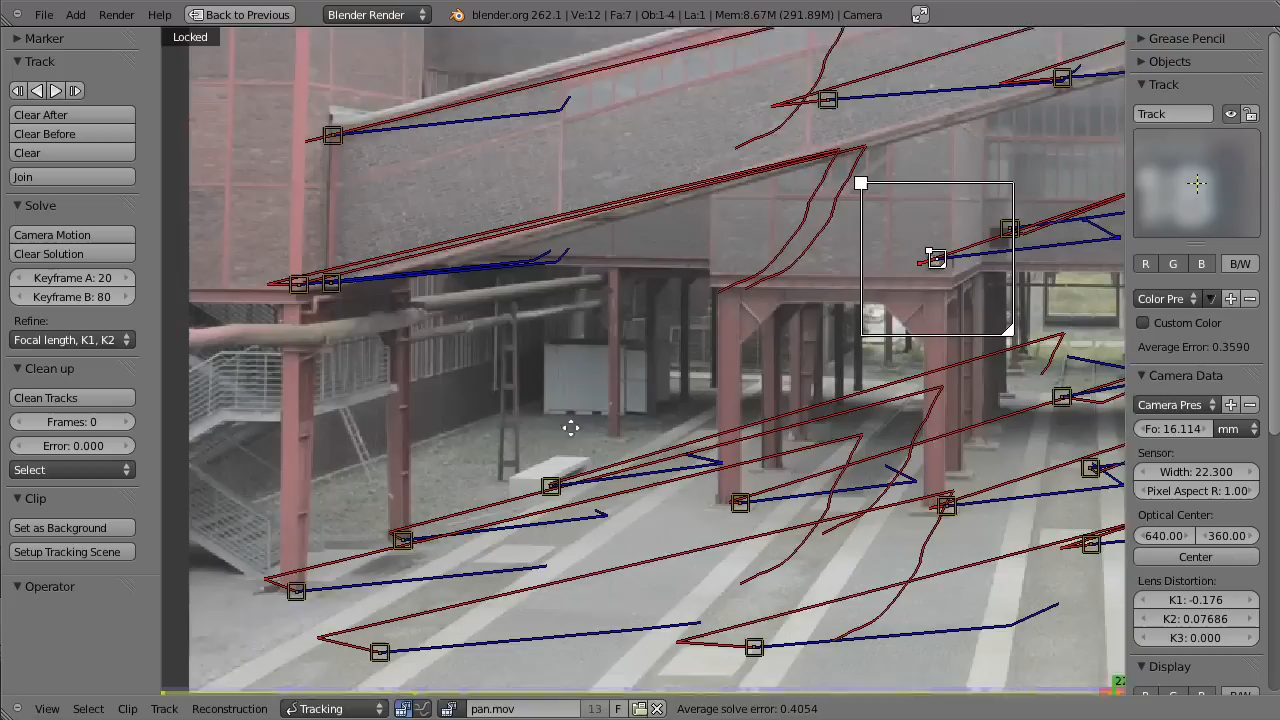 File Add Render Help Back to Previous Blender Render blender.org 262.1 | Ve:12 | Fa:7 | Ob:1-4 | La:1 | Mem:8.67M (291.89M) | Camera
Locked
Marker
Track
Clear After
Clear Before
Clear
Join
Solve
Camera Motion
Clear Solution
Keyframe A: 20
Keyframe B: 80
Refine:
Focal length, K1, K2
Clean up
Clean Tracks
Frames: 0
Error: 0.000
Select
Clip
Set as Background
Setup Tracking Scene
Operator
Grease Pencil
Objects
Track
Track
R G B B/W
Color Pre
Custom Color
Average Error: 0.3590
Camera Data
Camera Pres
Fo: 16.114 mm
Sensor:
Width: 22.300
Pixel Aspect R: 1.00
Optical Center:
640.00 360.00
Center
Lens Distortion:
K1: -0.176
K2: 0.07686
K3: 0.000
Display
View Select Clip Track Reconstruction Tracking pan.mov 13 F Average solve error: 0.4054